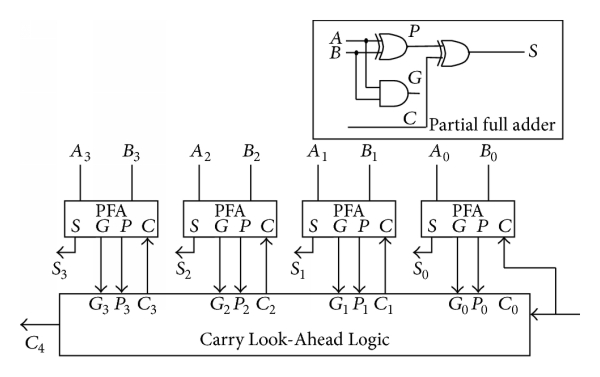 A P S
B
G
C Partial full adder
A3 B3 A2 B2 A1 B1 A0 B0
PFA PFA PFA PFA
S G P C S G P C S G P C S G P C
S3 S2 S1 S0
G3 P3 C3 G2 P2 C2 G1 P1 C1 G0 P0 C0
C4 Carry Look-Ahead Logic